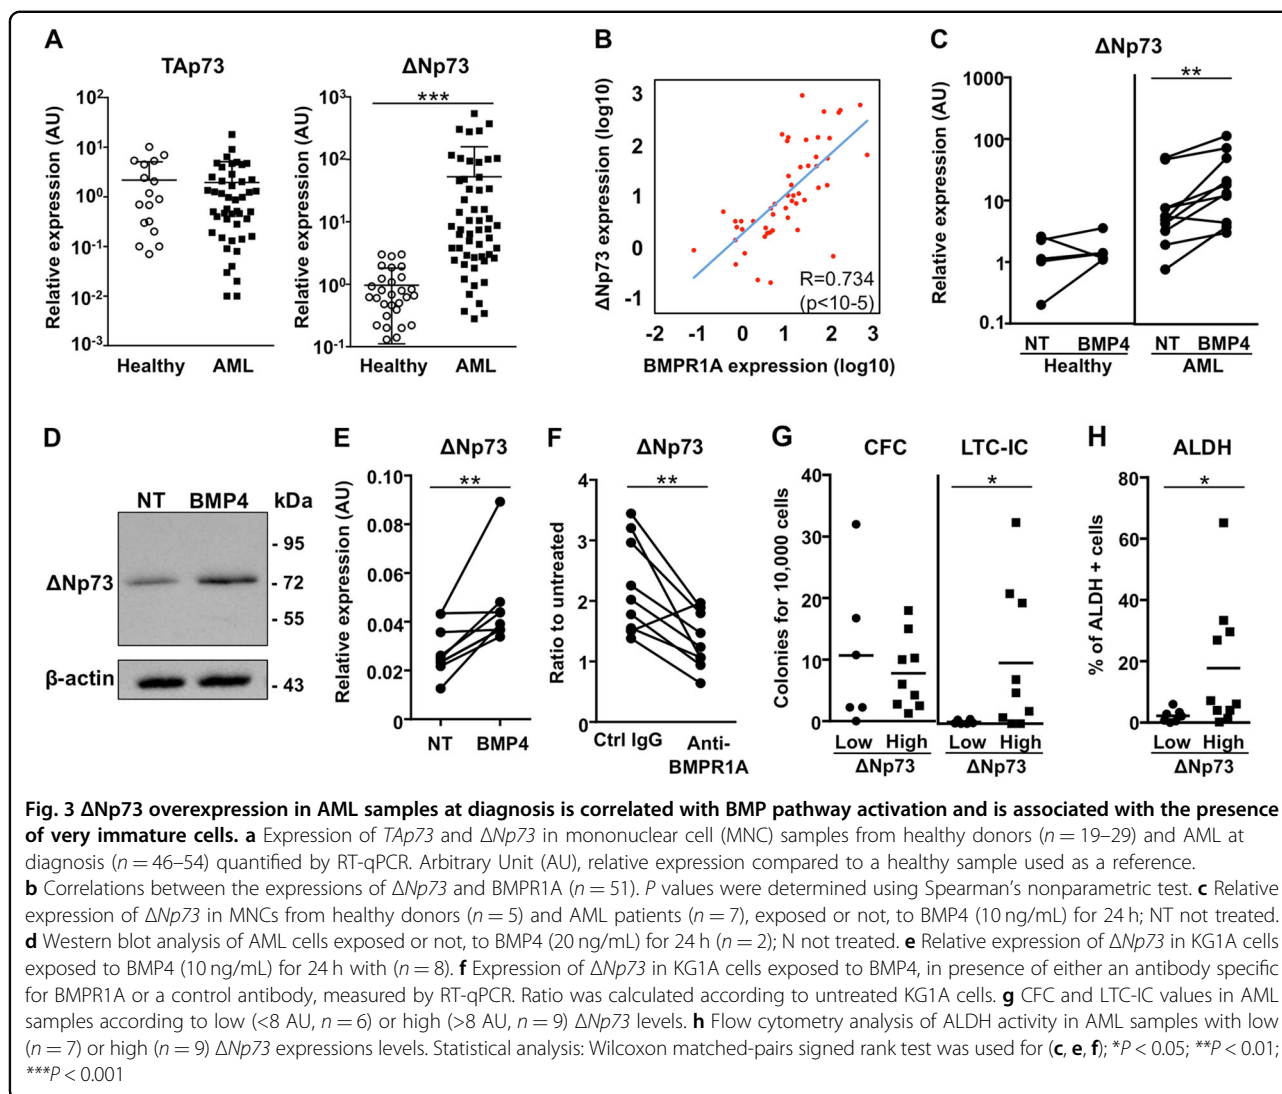 A
TAp73
Relative expression (AU)
10²
10¹
10⁰
10⁻¹
10⁻²
10⁻³
Healthy AML
ΔNp73
***
Relative expression (AU)
10³
10²
10¹
10⁰
10⁻¹
Healthy AML
B
ΔNp73 expression (log10)
3
2
1
0
-1
R=0.734
(p<10-5)
-2 -1 0 1 2 3
BMPR1A expression (log10)
C
ΔNp73
**
Relative expression (AU)
1000
100
10
1
0.1
NT BMP4 NT BMP4
Healthy AML
D
NT BMP4 kDa
- 95
ΔNp73 - 72
- 55
β-actin - 43
E
ΔNp73
**
Relative expression (AU)
0.10
0.08
0.06
0.04
0.02
0
NT BMP4
F
ΔNp73
**
Ratio to untreated
4
3
2
1
0
Ctrl IgG Anti-
BMPR1A
G
CFC LTC-IC
*
Colonies for 10,000 cells
40
30
20
10
0
Low High Low High
ΔNp73 ΔNp73
H
ALDH
*
% of ALDH + cells
80
60
40
20
0
Low High
ΔNp73
Fig. 3 ΔNp73 overexpression in AML samples at diagnosis is correlated with BMP pathway activation and is associated with the presence
of very immature cells. a Expression of TAp73 and ΔNp73 in mononuclear cell (MNC) samples from healthy donors (n = 19–29) and AML at
diagnosis (n = 46–54) quantified by RT-qPCR. Arbitrary Unit (AU), relative expression compared to a healthy sample used as a reference.
b Correlations between the expressions of ΔNp73 and BMPR1A (n = 51). P values were determined using Spearman's nonparametric test. c Relative
expression of ΔNp73 in MNCs from healthy donors (n = 5) and AML patients (n = 7), exposed or not, to BMP4 (10 ng/mL) for 24 h; NT not treated.
d Western blot analysis of AML cells exposed or not, to BMP4 (20 ng/mL) for 24 h (n = 2); N not treated. e Relative expression of ΔNp73 in KG1A cells
exposed to BMP4 (10 ng/mL) for 24 h with (n = 8). f Expression of ΔNp73 in KG1A cells exposed to BMP4, in presence of either an antibody specific
for BMPR1A or a control antibody, measured by RT-qPCR. Ratio was calculated according to untreated KG1A cells. g CFC and LTC-IC values in AML
samples according to low (<8 AU, n = 6) or high (>8 AU, n = 9) ΔNp73 levels. h Flow cytometry analysis of ALDH activity in AML samples with low
(n = 7) or high (n = 9) ΔNp73 expressions levels. Statistical analysis: Wilcoxon matched-pairs signed rank test was used for (c, e, f); *P < 0.05; **P < 0.01;
***P < 0.001